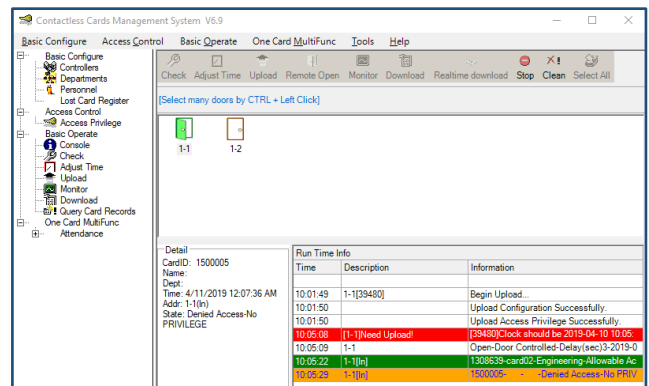 Contactless Cards Management System V6.9
Basic Configure Access Control Basic Operate One Card MultiFunc Tools Help
Basic Configure
Controllers
Departments
Personnel
Lost Card Register
Access Control
Access Privilege
Basic Operate
Console
Check
Adjust Time
Upload
Monitor
Download
Query Card Records
One Card MultiFunc
Attendance
Check Adjust Time Upload Remote Open Monitor Download Realtime download Stop Clean Select All
[Select many doors by CTRL + Left Click]
1-1 1-2
Detail
CardID: 1500005
Name:
Dept:
Time: 4/11/2019 12:07:36 AM
Addr: 1-1(In)
State: Denied Access-No
PRIVILEGE
Run Time Info
Time Description Information
10:01:49 1-1[39480] Begin Upload...
10:01:50 Upload Configuration Successfully.
10:01:50 Upload Access Privilege Successfully.
10:05:08 [1-1]Need Upload! [39480]Clock should be 2019-04-10 10:05:
10:05:09 1-1 Open-Door Controlled-Delay(sec)3-2019-0
10:05:22 1-1[In] 1308639-card02-Engineering-Allowable Ac
10:05:29 1-1[In] 1500005- - -Denied Access-No PRIV